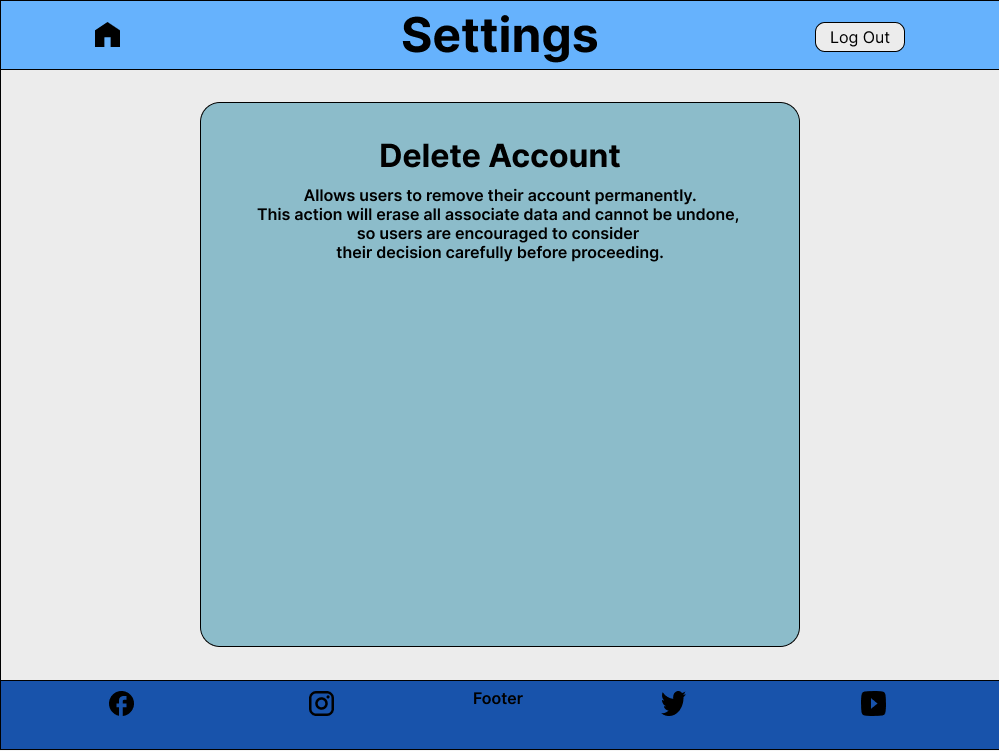 Settings
Log Out
Delete Account
Allows users to remove their account permanently.
This action will erase all associate data and cannot be undone,
so users are encouraged to consider
their decision carefully before proceeding.
Footer